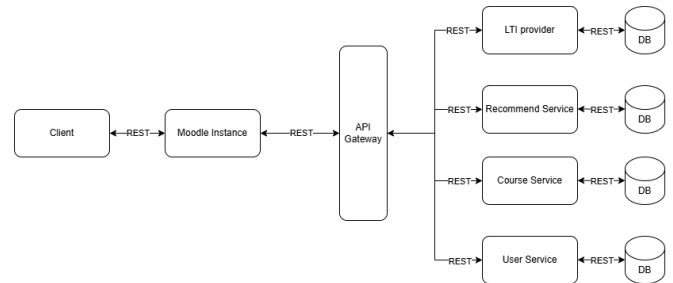 REST
LTI provider
REST
DB
REST
Recommend Service
REST
DB
Client
REST
Moodle Instance
REST
API
Gateway
REST
Course Service
REST
DB
REST
User Service
REST
DB